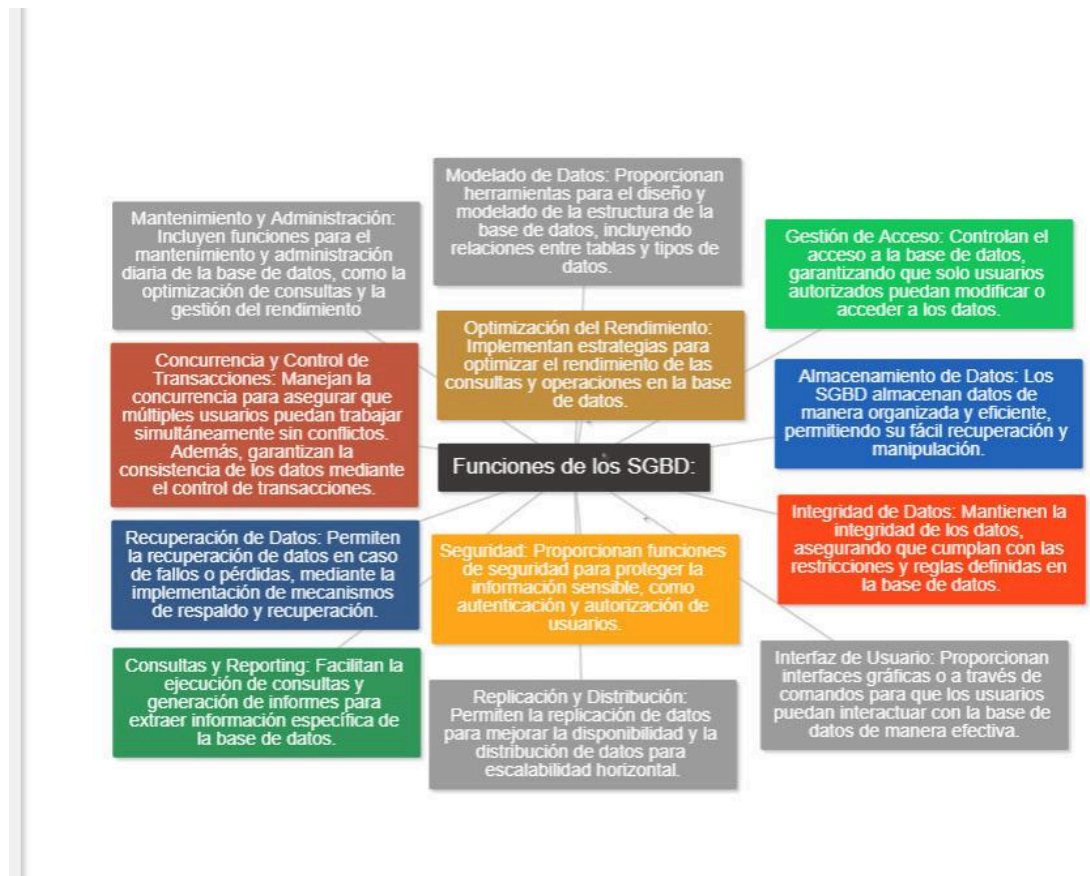 Modelado de Datos: Proporcionan
herramientas para el diseño y
modelado de la estructura de la
base de datos, incluyendo
relaciones entre tablas y tipos de
datos.
Mantenimiento y Administración:
Incluyen funciones para el
mantenimiento y administración
diaria de la base de datos, como la
optimización de consultas y la
gestión del rendimiento
Gestión de Acceso: Controlan el
acceso a la base de datos,
garantizando que solo usuarios
autorizados puedan modificar o
acceder a los datos.
Optimización del Rendimiento:
Implementan estrategias para
optimizar el rendimiento de las
consultas y operaciones en la base
de datos.
Concurrencia y Control de
Transacciones: Manejan la
concurrencia para asegurar que
múltiples usuarios puedan trabajar
simultáneamente sin conflictos.
Además, garantizan la
consistencia de los datos mediante
el control de transacciones.
Almacenamiento de Datos: Los
SGBD almacenan datos de
manera organizada y eficiente,
permitiendo su fácil recuperación y
manipulación.
Funciones de los SGBD:
Integridad de Datos: Mantienen la
integridad de los datos,
asegurando que cumplan con las
restricciones y reglas definidas en
la base de datos.
Recuperación de Datos: Permiten
la recuperación de datos en caso
de fallos o pérdidas, mediante la
implementación de mecanismos
de respaldo y recuperación.
Seguridad: Proporcionan funciones
de seguridad para proteger la
información sensible, como
autenticación y autorización de
usuarios.
Interfaz de Usuario: Proporcionan
interfaces gráficas o a través de
comandos para que los usuarios
puedan interactuar con la base de
datos de manera efectiva.
Consultas y Reporting: Facilitan la
ejecución de consultas y
generación de informes para
extraer información específica de
la base de datos.
Replicación y Distribución:
Permiten la replicación de datos
para mejorar la disponibilidad y la
distribución de datos para
escalabilidad horizontal.